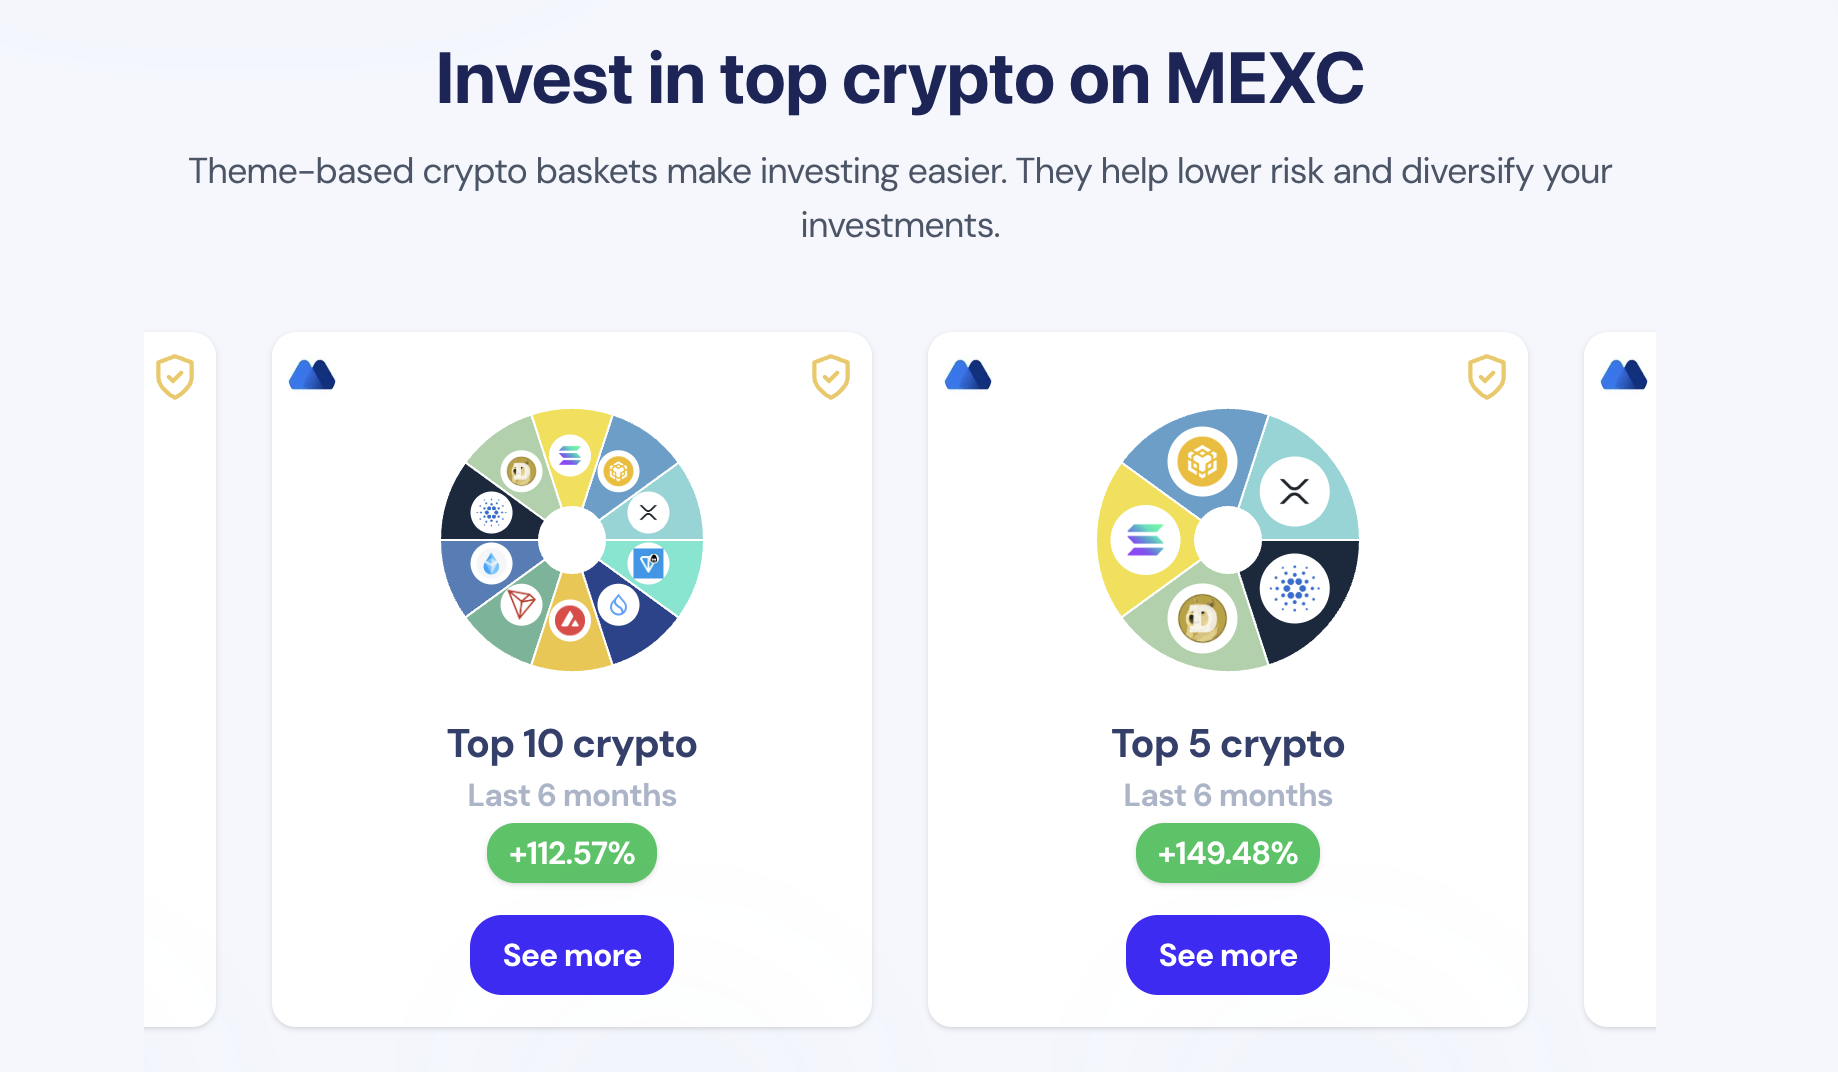 Invest in top crypto on MEXC
Theme-based crypto baskets make investing easier. They help lower risk and diversify your
investments.
Top 10 crypto
Last 6 months
+112.57%
See more
Top 5 crypto
Last 6 months
+149.48%
See more